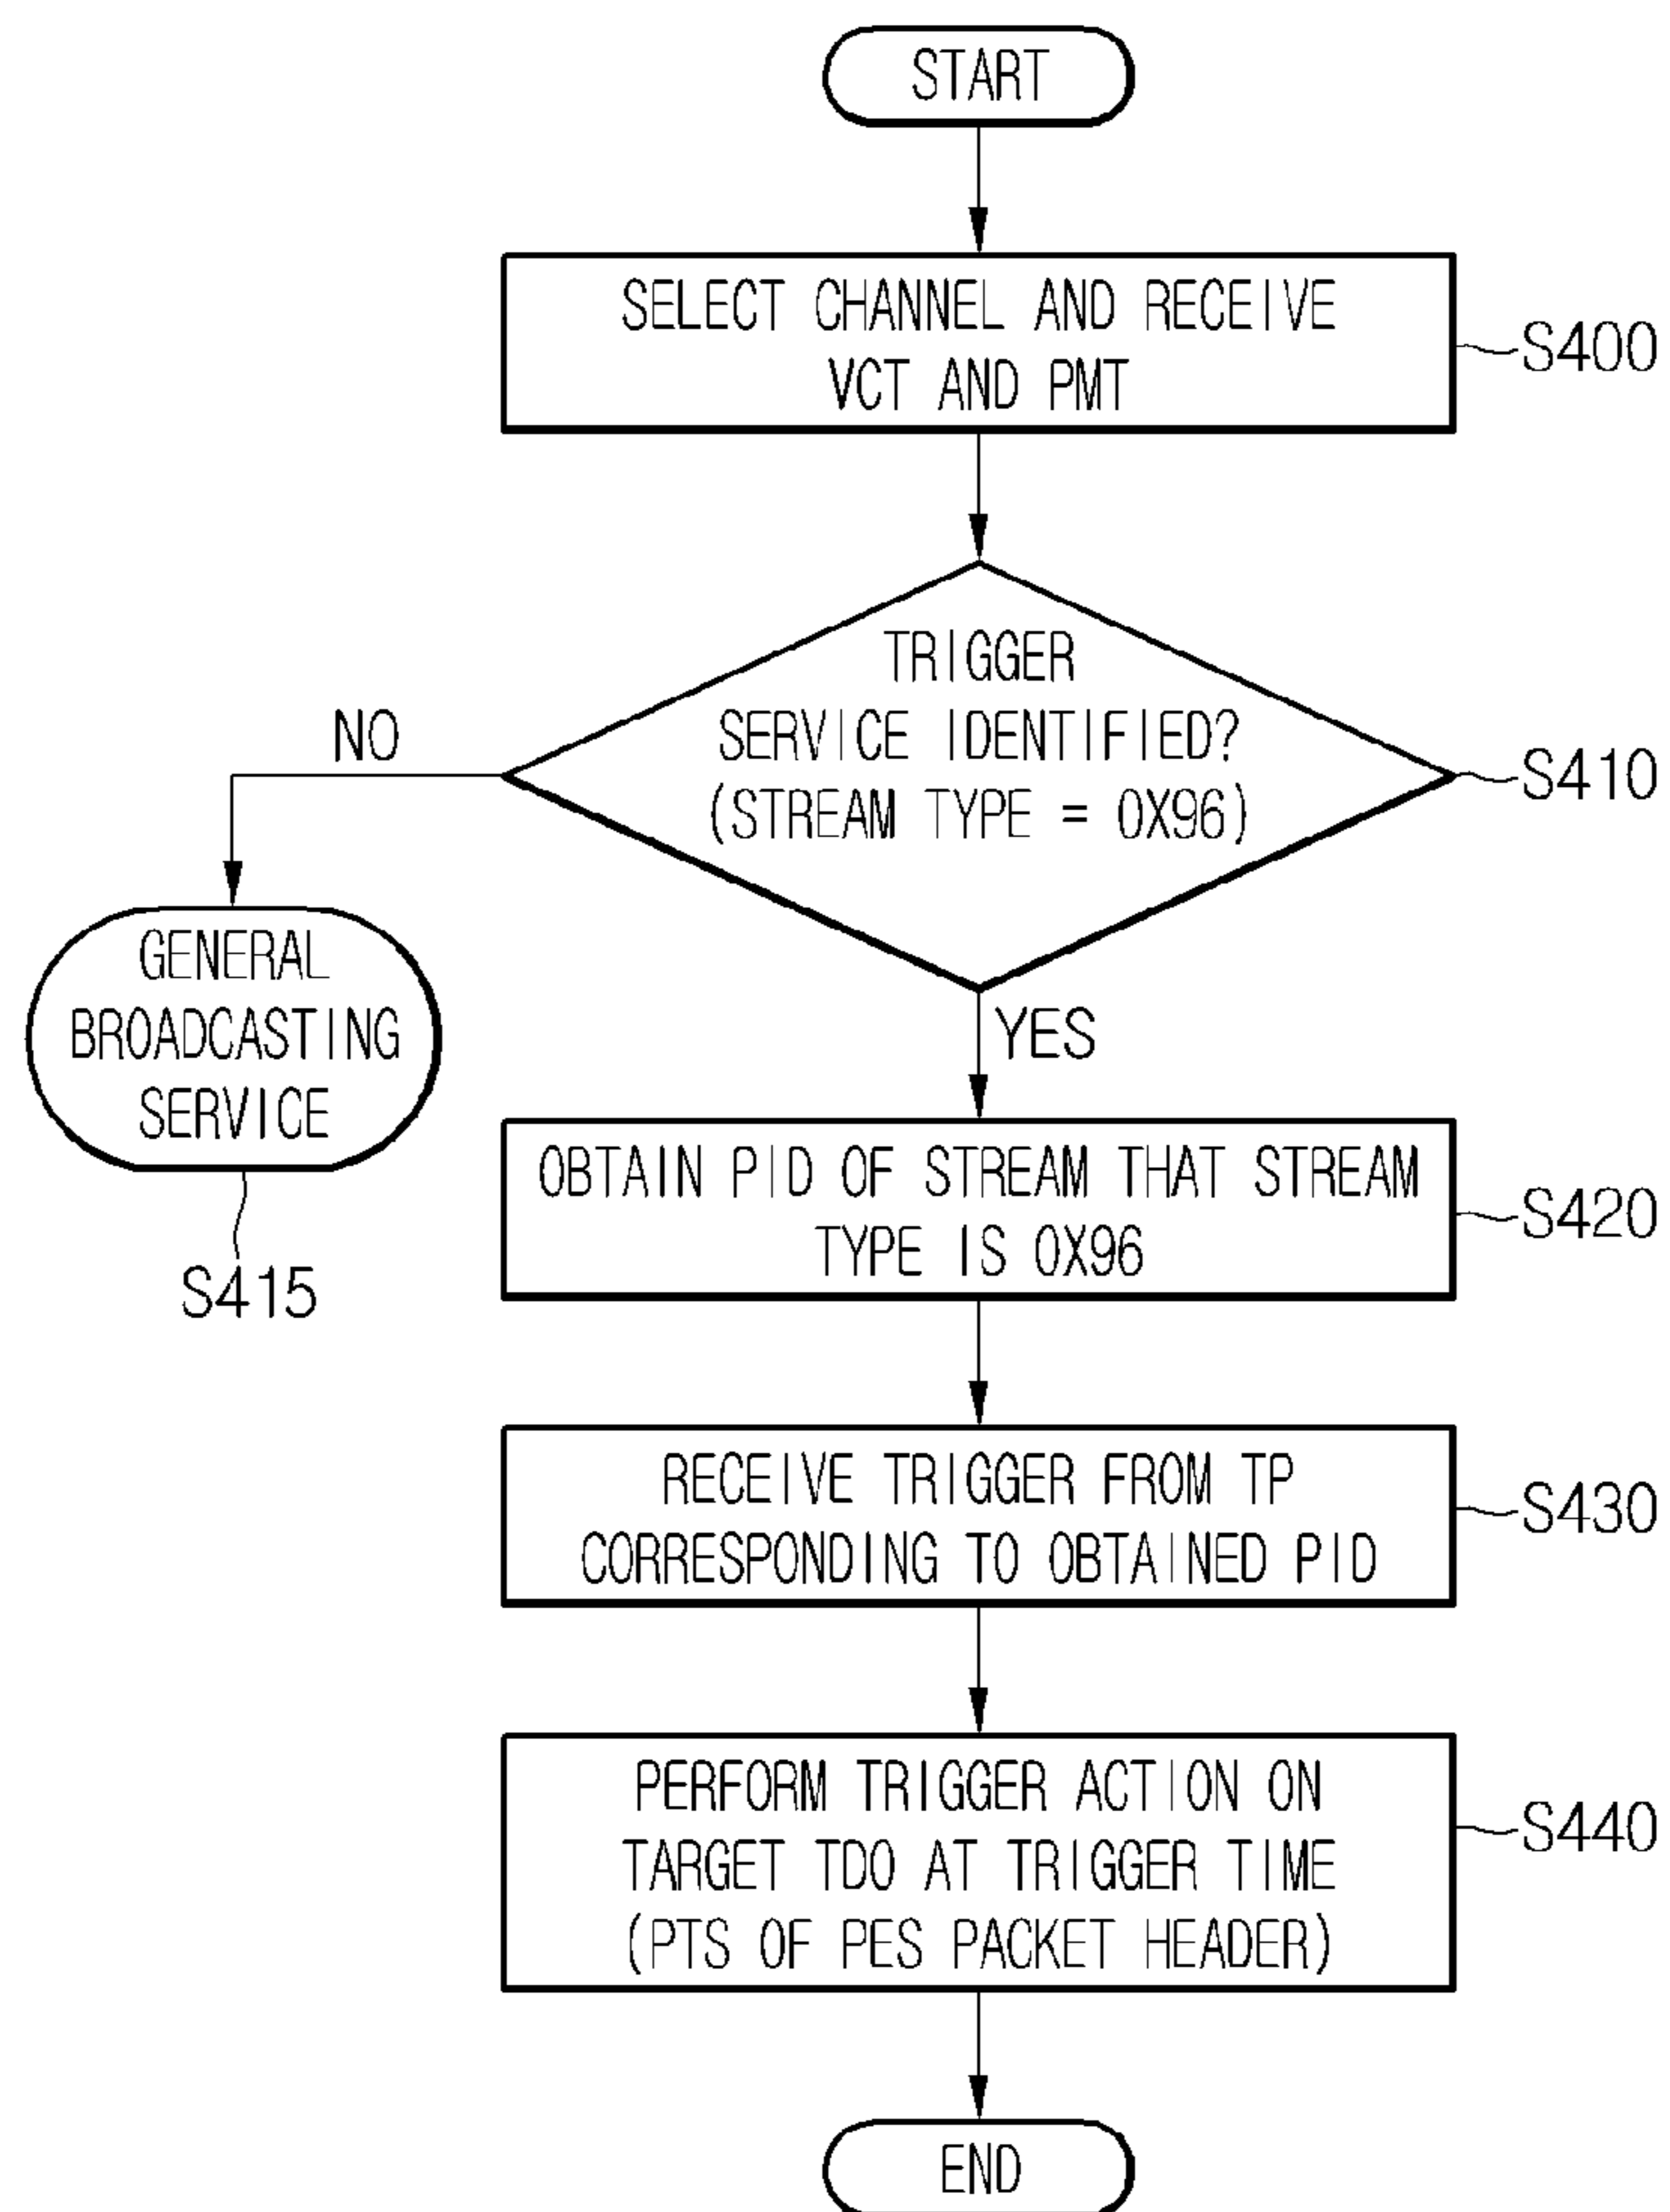 START
SELECT CHANNEL AND RECEIVE
VCT AND PMT
S400
TRIGGER
SERVICE IDENTIFIED?
(STREAM TYPE = 0X96)
S410
NO
GENERAL
BROADCASTING
SERVICE
S415
YES
OBTAIN PID OF STREAM THAT STREAM
TYPE IS 0X96
S420
RECEIVE TRIGGER FROM TP
CORRESPONDING TO OBTAINED PID
S430
PERFORM TRIGGER ACTION ON
TARGET TDO AT TRIGGER TIME
(PTS OF PES PACKET HEADER)
S440
END